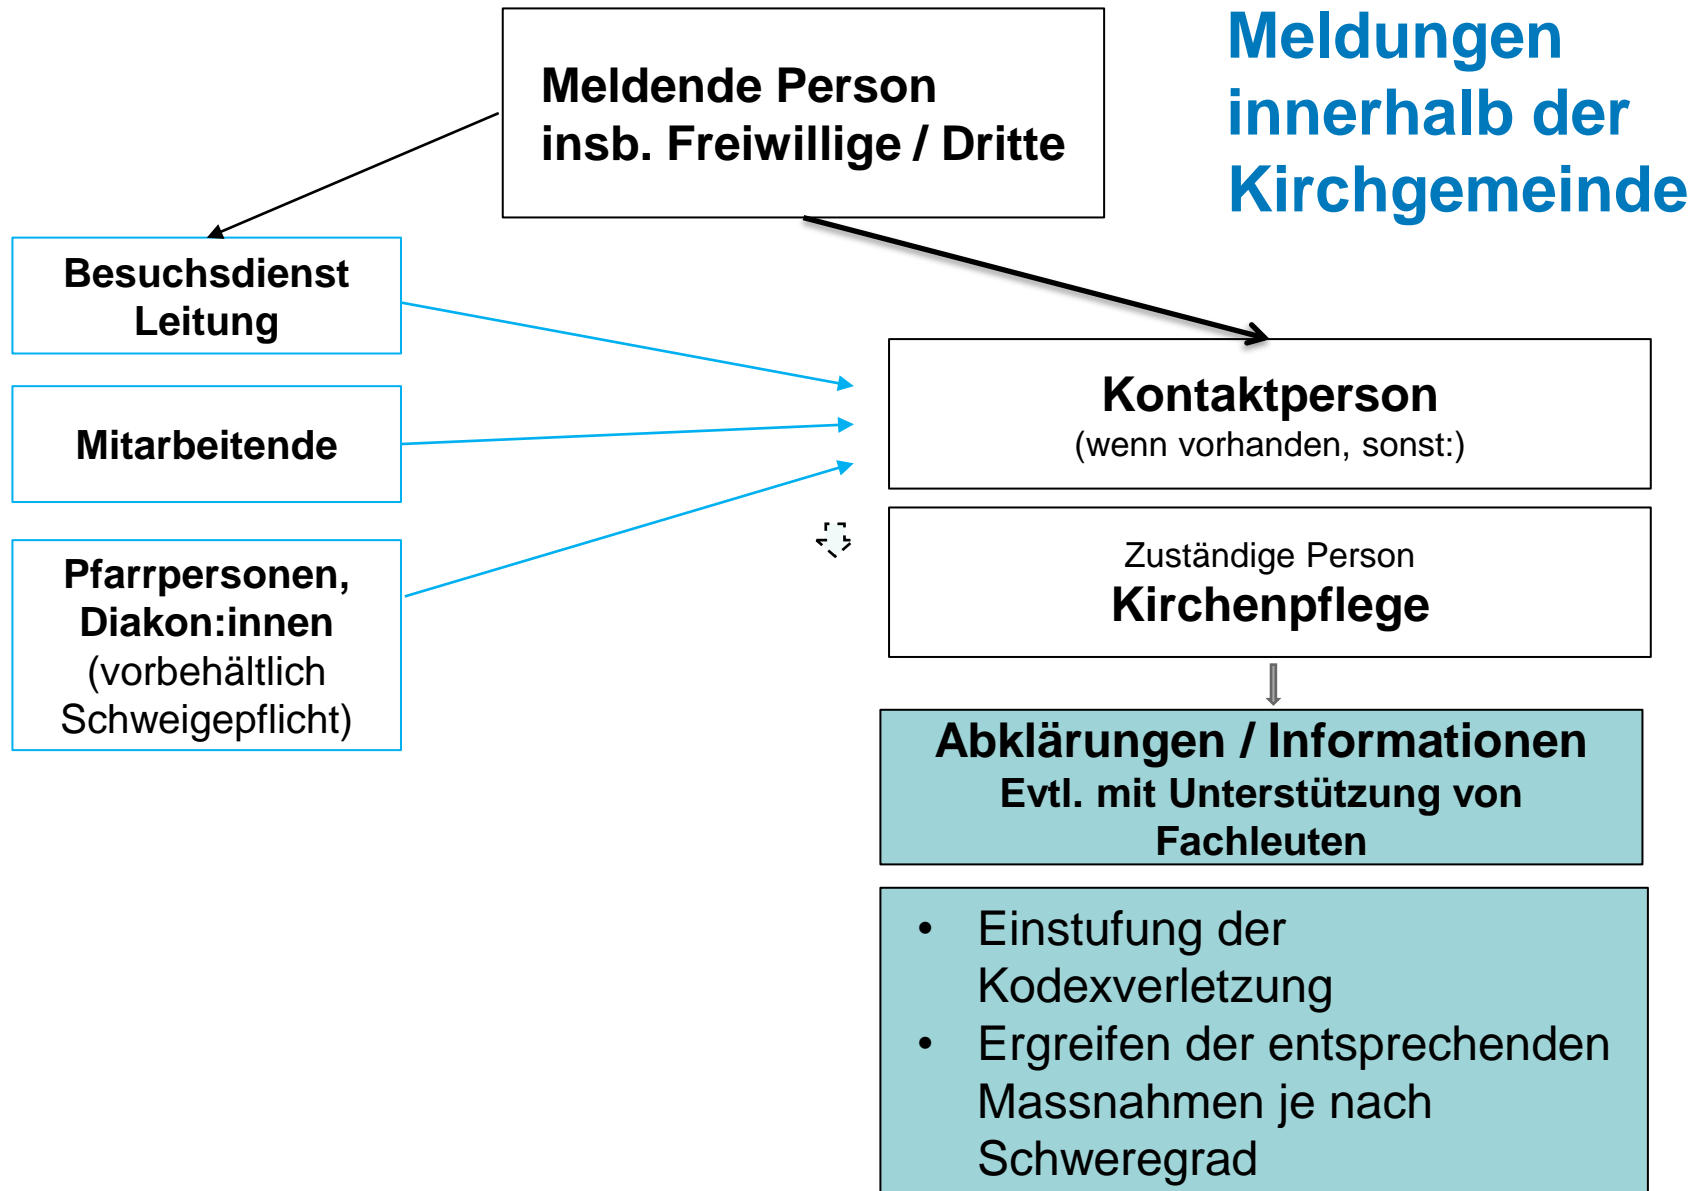 Meldungen
innerhalb der
Kirchgemeinde
Meldende Person
insb. Freiwillige / Dritte
Besuchsdienst
Leitung
Mitarbeitende
Pfarrpersonen,
Diakon:innen
(vorbehältlich
Schweigepflicht)
Kontaktperson
(wenn vorhanden, sonst:)
Zuständige Person
Kirchenpflege
Abklärungen / Informationen
Evtl. mit Unterstützung von
Fachleuten
• Einstufung der
Kodexverletzung
• Ergreifen der entsprechenden
Massnahmen je nach
Schweregrad